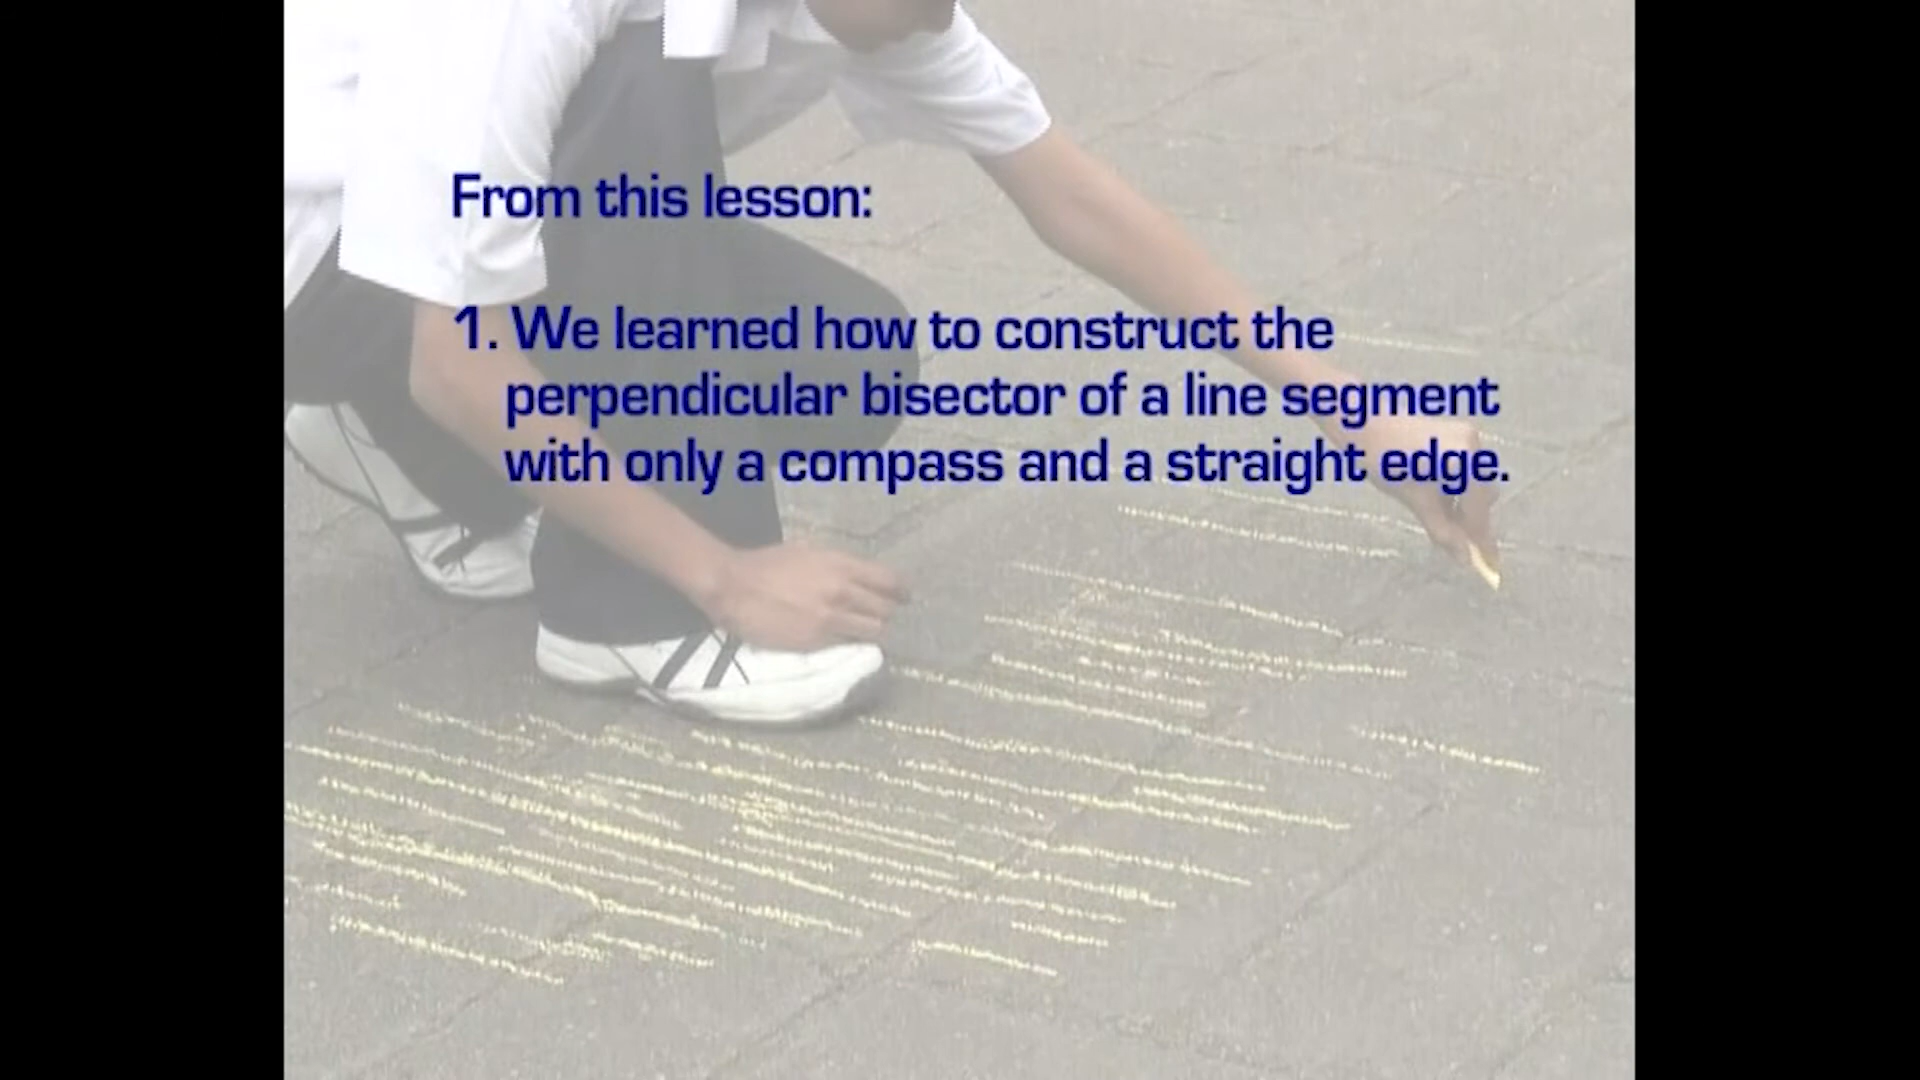 From this lesson:
1. We learned how to construct the
perpendicular bisector of a line segment
with only a compass and a straight edge.